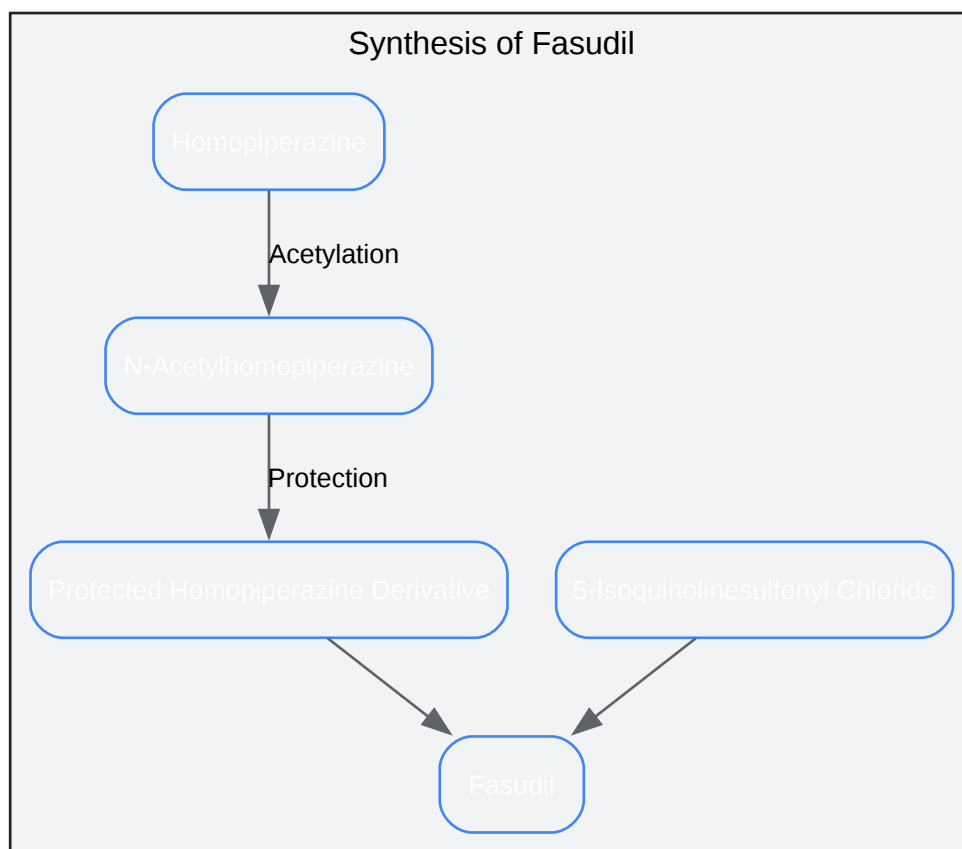 Synthesis of Fasudil
Homopiperazine
Acetylation
N-Acetylhomopiperazine
Protection
Protected Homopiperazine Derivative
5-Isoquinolinesulfonyl Chloride
Fasudil